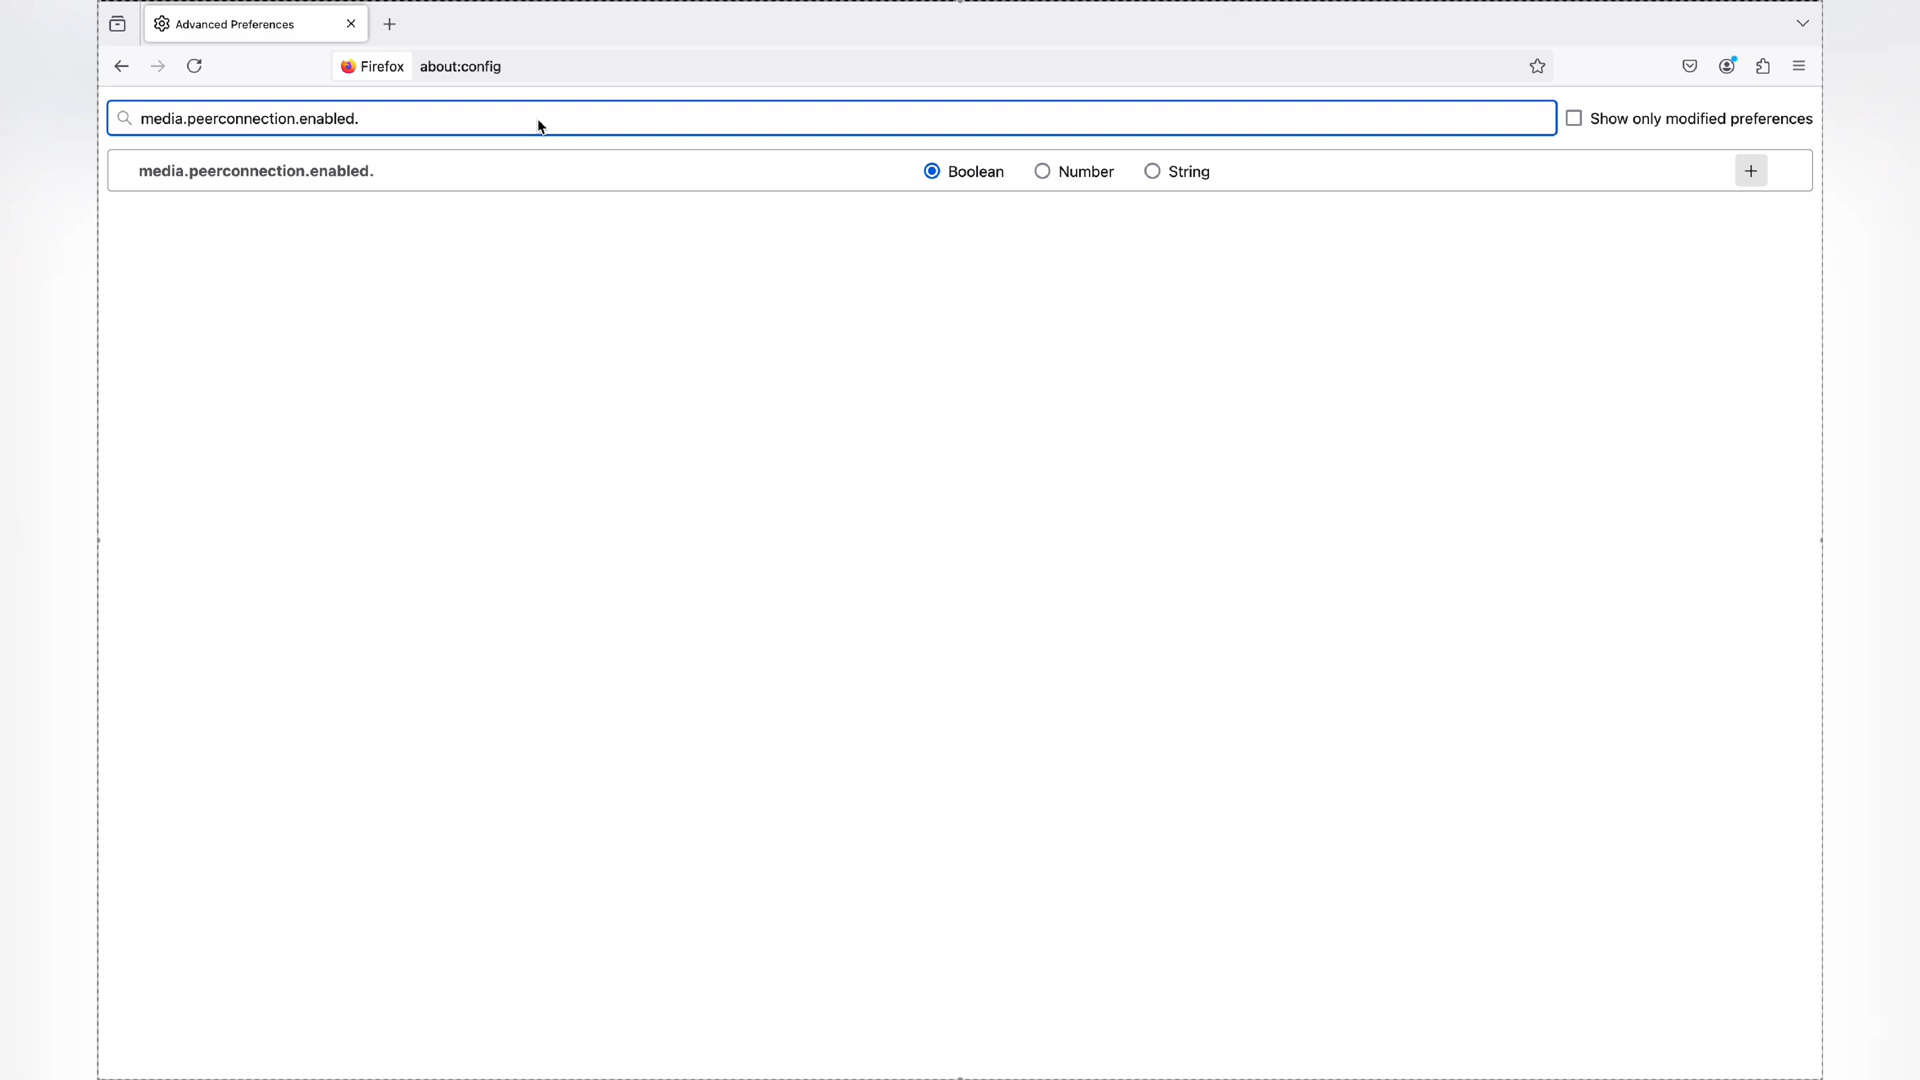 Advanced Preferences
Firefox about:config
media.peerconnection.enabled. Show only modified preferences
media.peerconnection.enabled. Boolean Number String